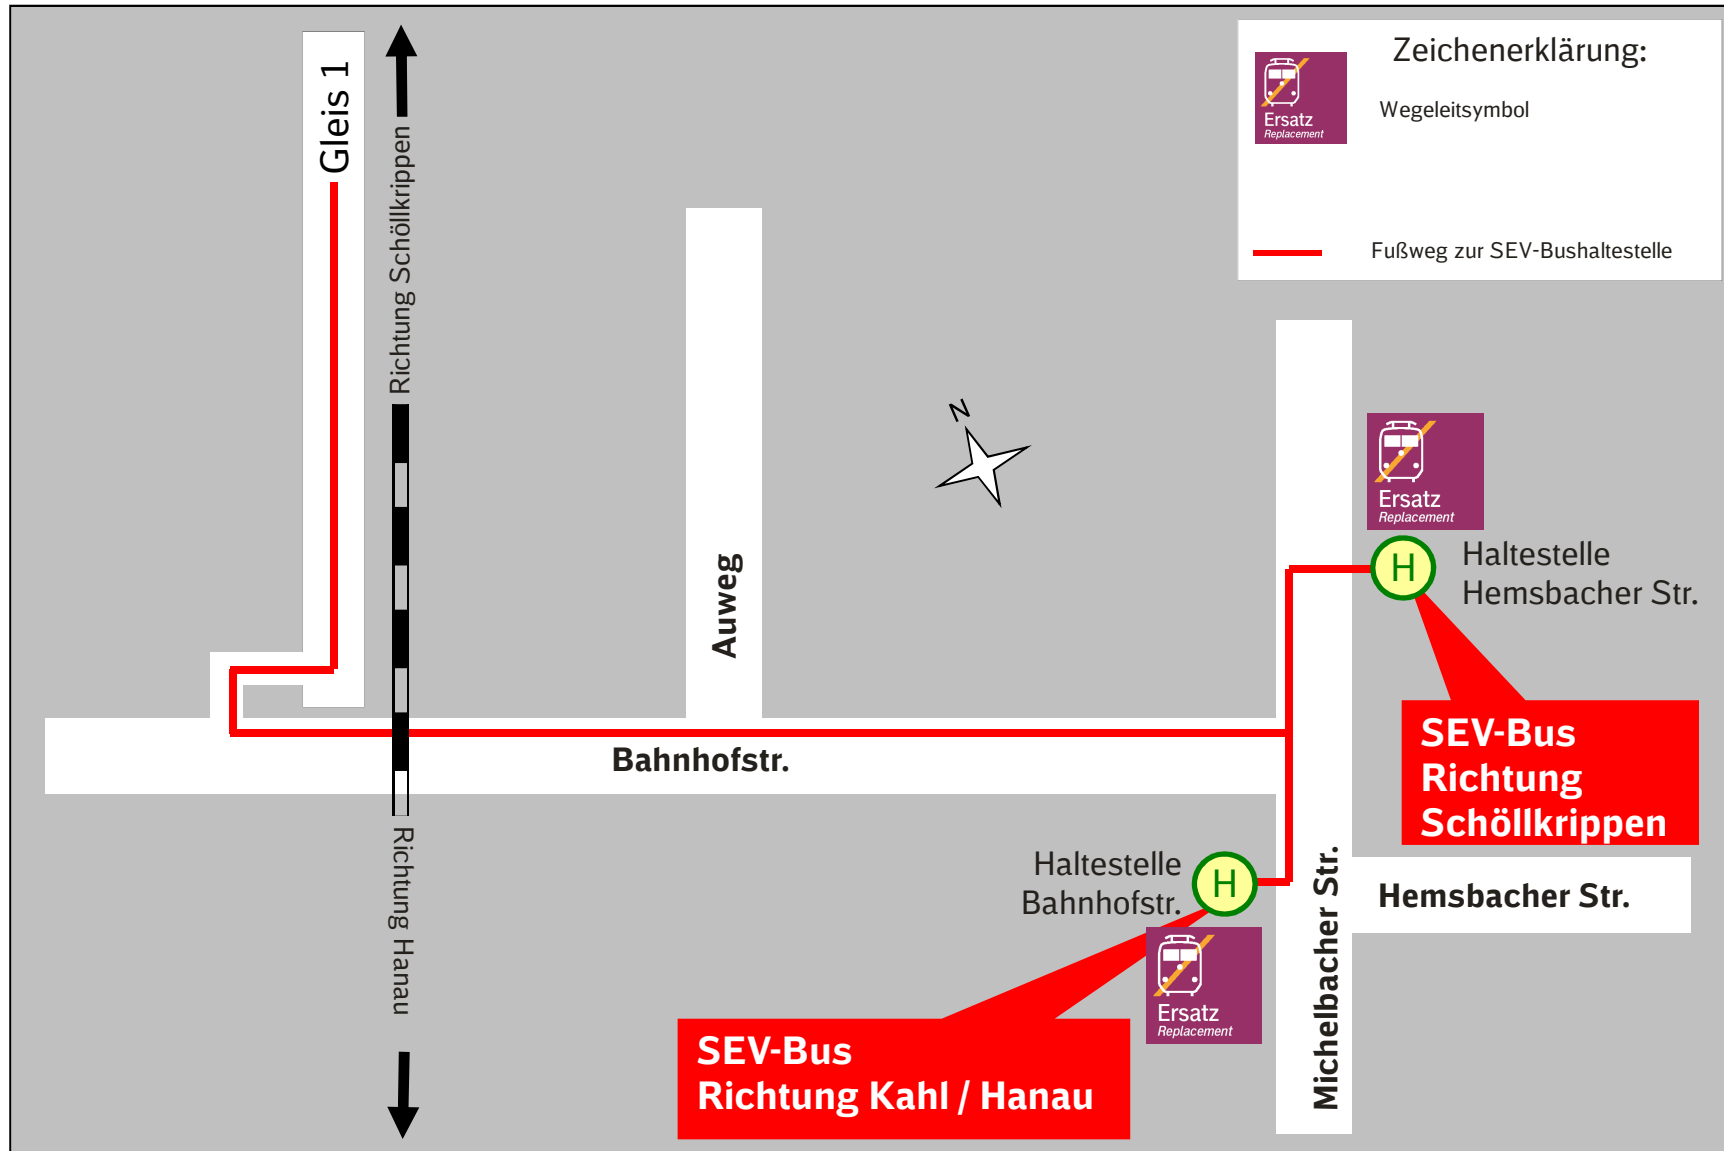 Zeichenerklärung:
Ersatz
Replacement
Wegeleitsymbol
Fußweg zur SEV-Bushaltestelle
Gleis 1
Richtung Schöllkrippen
N
Auweg
Ersatz
Replacement
H
Haltestelle
Hemsbacher Str.
SEV-Bus
Richtung
Schöllkrippen
Bahnhofstr.
Richtung Hanau
Haltestelle
Bahnhofstr.
H
Ersatz
Replacement
Michelbacher Str.
Hemsbacher Str.
SEV-Bus
Richtung Kahl / Hanau